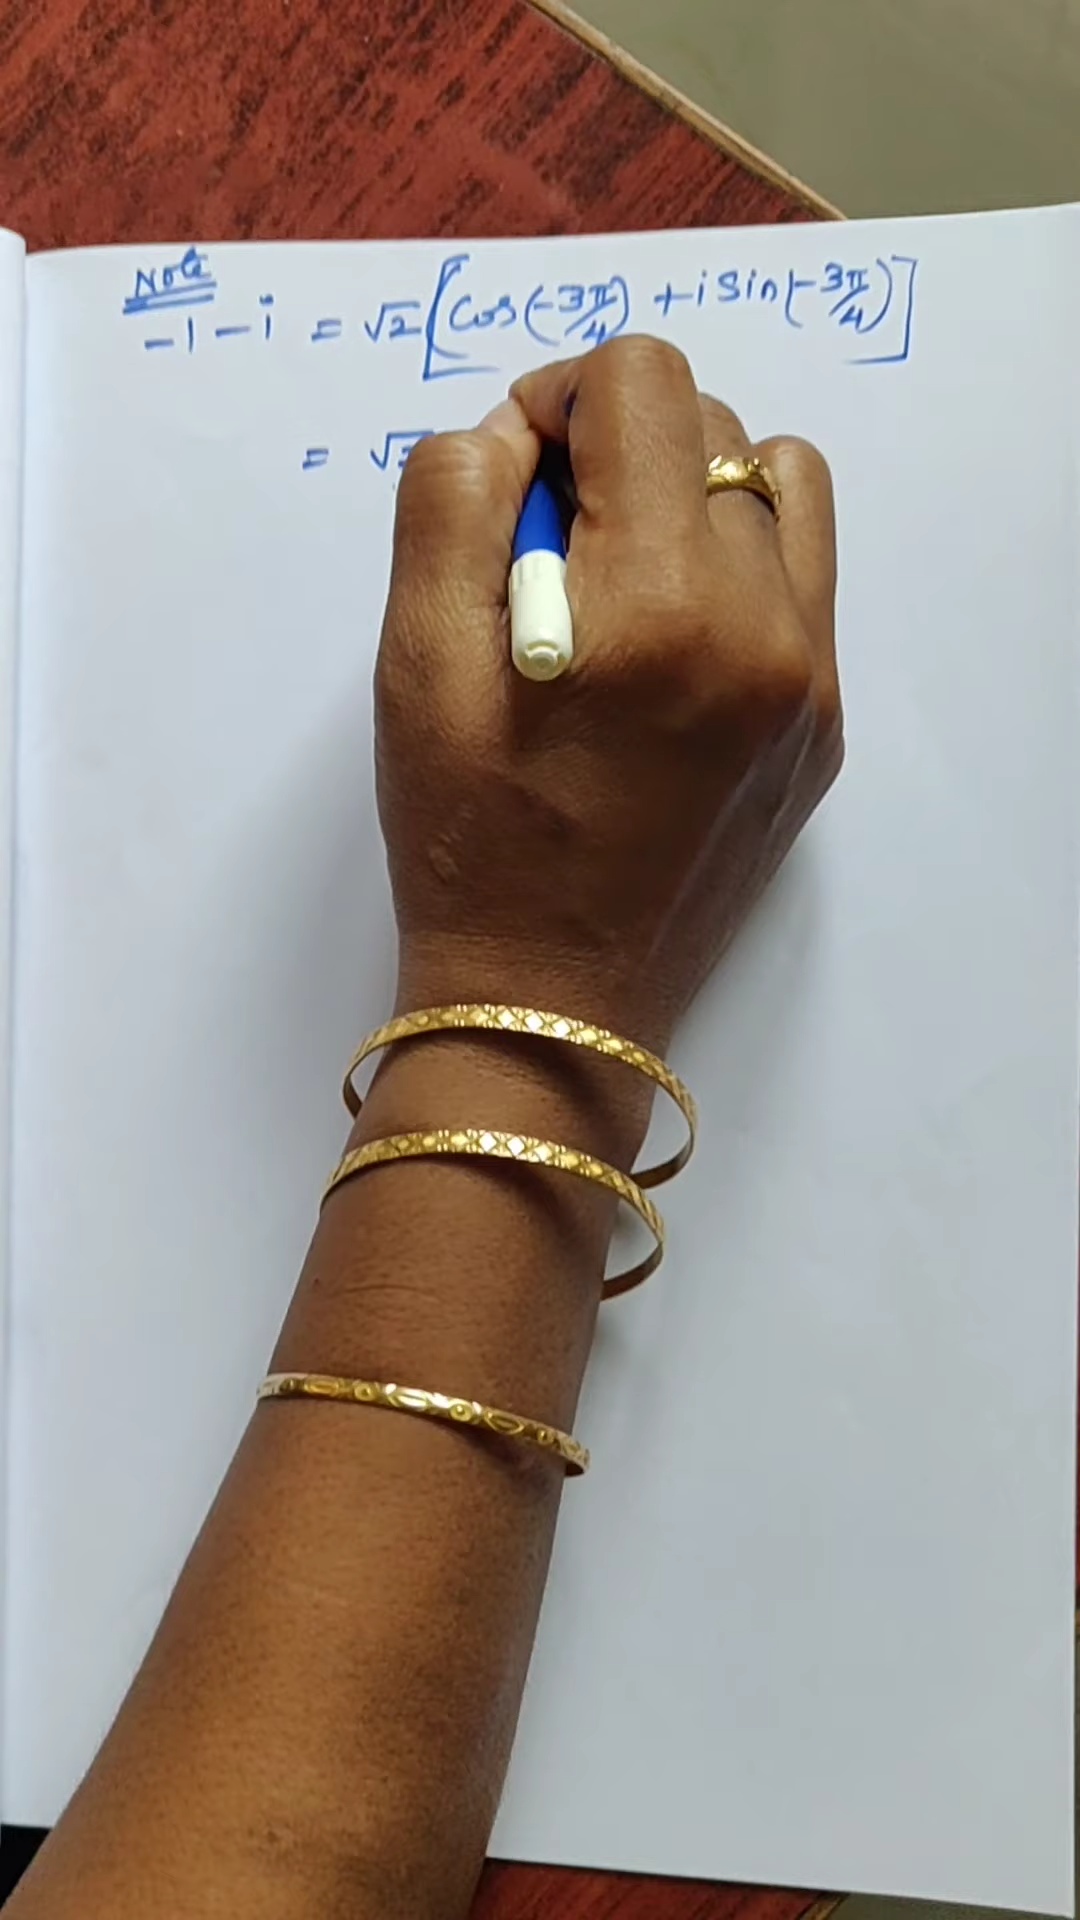 Note
-1 - i = √2 [cos(-3π/4) + i sin(-3π/4)]
= √2